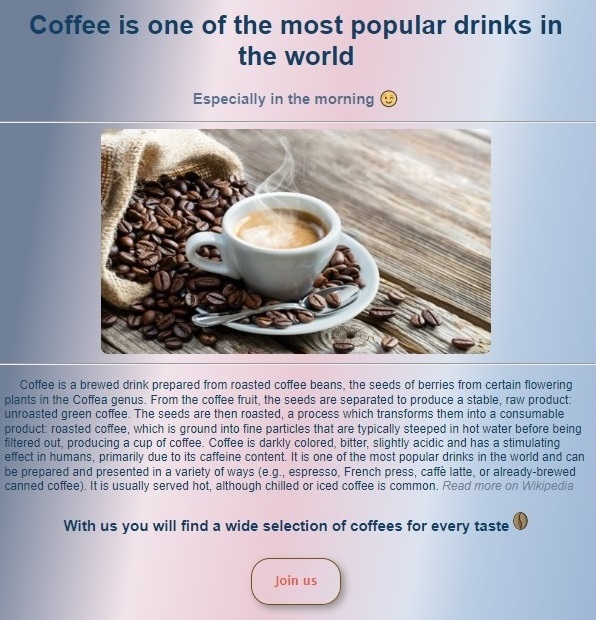 Coffee is one of the most popular drinks in
the world
Especially in the morning 😉
Coffee is a brewed drink prepared from roasted coffee beans, the seeds of berries from certain flowering
plants in the Coffea genus. From the coffee fruit, the seeds are separated to produce a stable, raw product:
unroasted green coffee. The seeds are then roasted, a process which transforms them into a consumable
product: roasted coffee, which is ground into fine particles that are typically steeped in hot water before being
filtered out, producing a cup of coffee. Coffee is darkly colored, bitter, slightly acidic and has a stimulating
effect in humans, primarily due to its caffeine content. It is one of the most popular drinks in the world and can
be prepared and presented in a variety of ways (e.g., espresso, French press, caffè latte, or already-brewed
canned coffee). It is usually served hot, although chilled or iced coffee is common. Read more on Wikipedia
With us you will find a wide selection of coffees for every taste
Join us